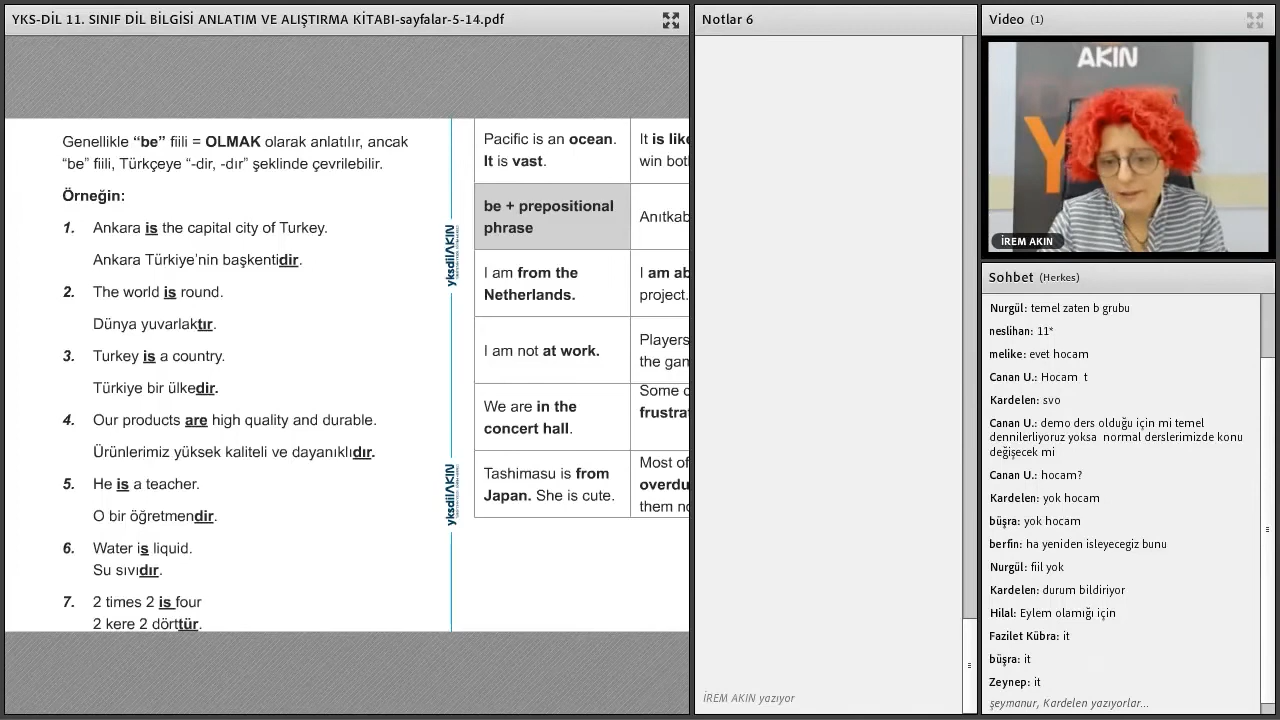 YKS-DİL 11. SINIF DİL BİLGİSİ ANLATIM VE ALIŞTIRMA KİTABI-sayfalar-5-14.pdf
Genellikle “be” fiili = OLMAK olarak anlatılır, ancak
“be” fiili, Türkçeye “-dir, -dır” şeklinde çevrilebilir.
Örneğin:
1. Ankara is the capital city of Turkey.
Ankara Türkiye’nin başkentidir.
2. The world is round.
Dünya yuvarlaktır.
3. Turkey is a country.
Türkiye bir ülkedir.
4. Our products are high quality and durable.
Ürünlerimiz yüksek kaliteli ve dayanıklıdır.
5. He is a teacher.
O bir öğretmendir.
6. Water is liquid.
Su sıvıdır.
7. 2 times 2 is four
2 kere 2 dörttür.
yksdilAKIN
yksdilAKIN
Pacific is an ocean.
It is vast.
It is like
win bot
be + prepositional
phrase
Anıtkab
I am from the
Netherlands.
I am ab
project.
I am not at work.
Players
the gan
We are in the
concert hall.
Some c
frustrat
Tashimasu is from
Japan. She is cute.
Most of
overdu
them no
Notlar 6
İREM AKIN yazıyor
Video (1)
AKIN
Y
İREM AKIN
Sohbet (Herkes)
Nurgül: temel zaten b grubu
neslihan: 11*
melike: evet hocam
Canan U.: Hocam t
Kardelen: svo
Canan U.: demo ders olduğu için mi temel
dennilerliyoruz yoksa normal derslerimizde konu
değişecek mi
Canan U.: hocam?
Kardelen: yok hocam
büşra: yok hocam
berfin: ha yeniden isleyecegiz bunu
Nurgül: fiil yok
Kardelen: durum bildiriyor
Hilal: Eylem olamığı için
Fazilet Kübra: it
büşra: it
Zeynep: it
şeymanur, Kardelen yazıyorlar...